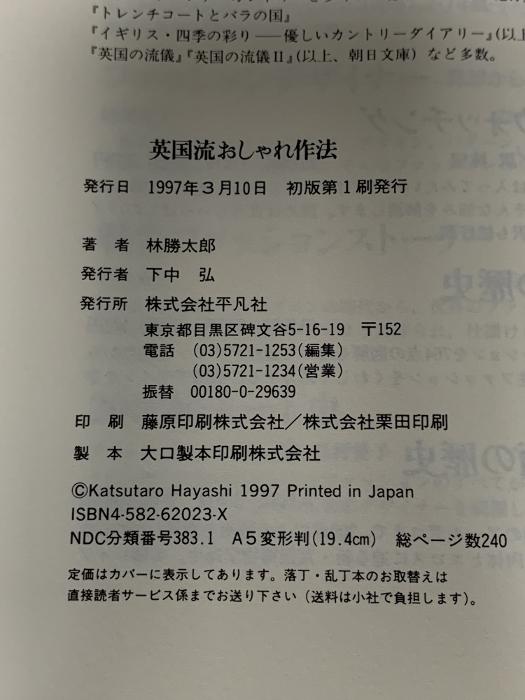 『トレンチコートとバラの国』
『イギリス・四季の彩り――優しいカントリーダイアリー』(以上
『英国の流儀』『英国の流儀Ⅱ』(以上、朝日文庫) など多数。
英国流おしゃれ作法
発行日 1997年3月10日 初版第1刷発行
著 者 林勝太郎
発行者 下中 弘
発行所 株式会社平凡社
東京都目黒区碑文谷5-16-19 〒152
電話 (03)5721-1253(編集)
(03)5721-1234(営業)
振替 00180-0-29639
印 刷 藤原印刷株式会社/株式会社栗田印刷
製 本 大口製本印刷株式会社
©Katsutaro Hayashi 1997 Printed in Japan
ISBN4-582-62023-X
NDC分類番号383.1 A5変形判(19.4cm) 総ページ数240
定価はカバーに表示してあります。落丁・乱丁本のお取替えは
直接読者サービス係までお送り下さい(送料は小社で負担します)。